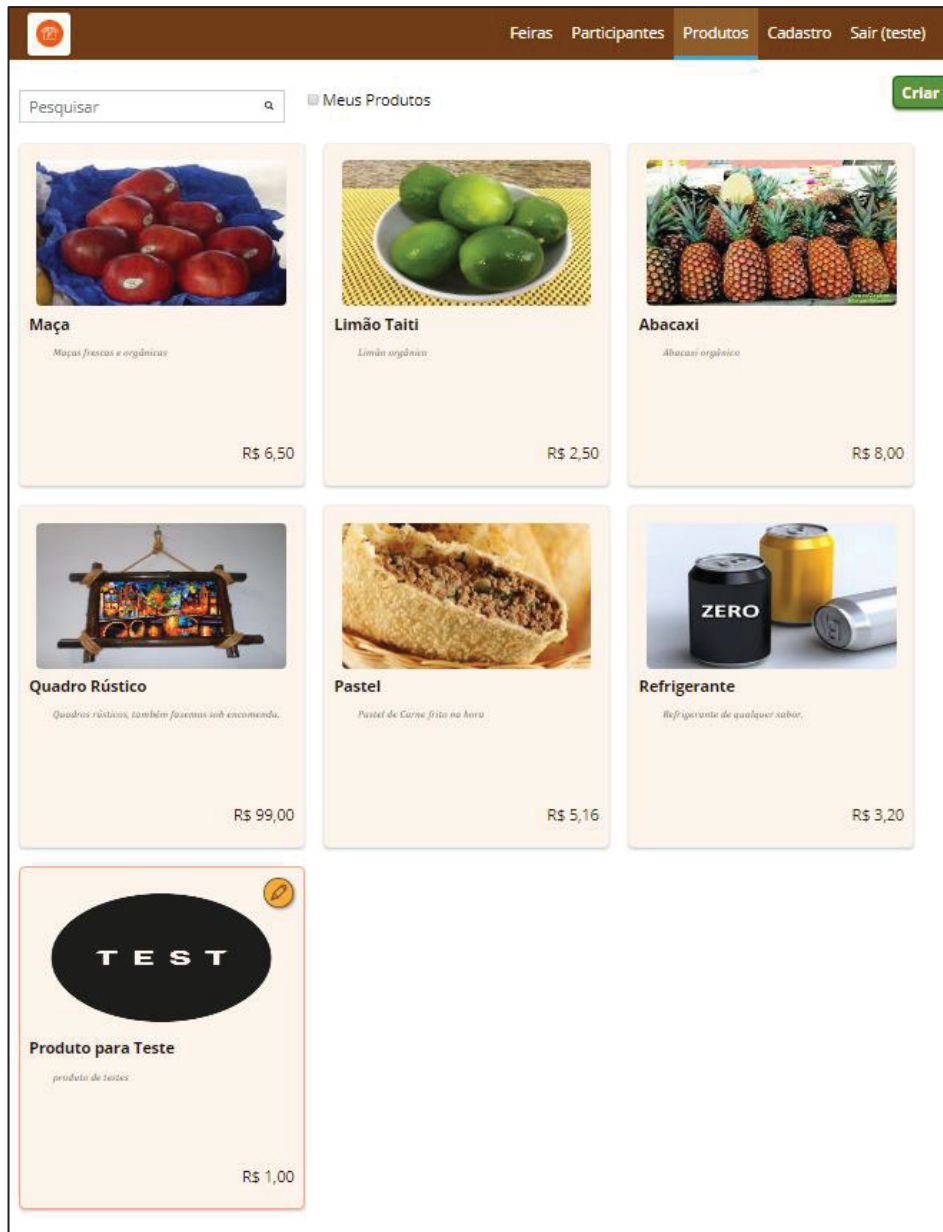 Feiras Participantes Produtos Cadastro Sair (teste)
Pesquisar Meus Produtos Criar
Maça
Maças frescas e orgânicas
R$ 6,50
Limão Taiti
Limão orgânico
R$ 2,50
Abacaxi
Abacaxi orgânico
R$ 8,00
Quadro Rústico
Quadros rústicos, também fazemos sob encomenda.
R$ 99,00
Pastel
Pastel de Carne frito na hora
R$ 5,16
ZERO
Refrigerante
Refrigerante de qualquer sabor.
R$ 3,20
TEST
Produto para Teste
produto de testes
R$ 1,00